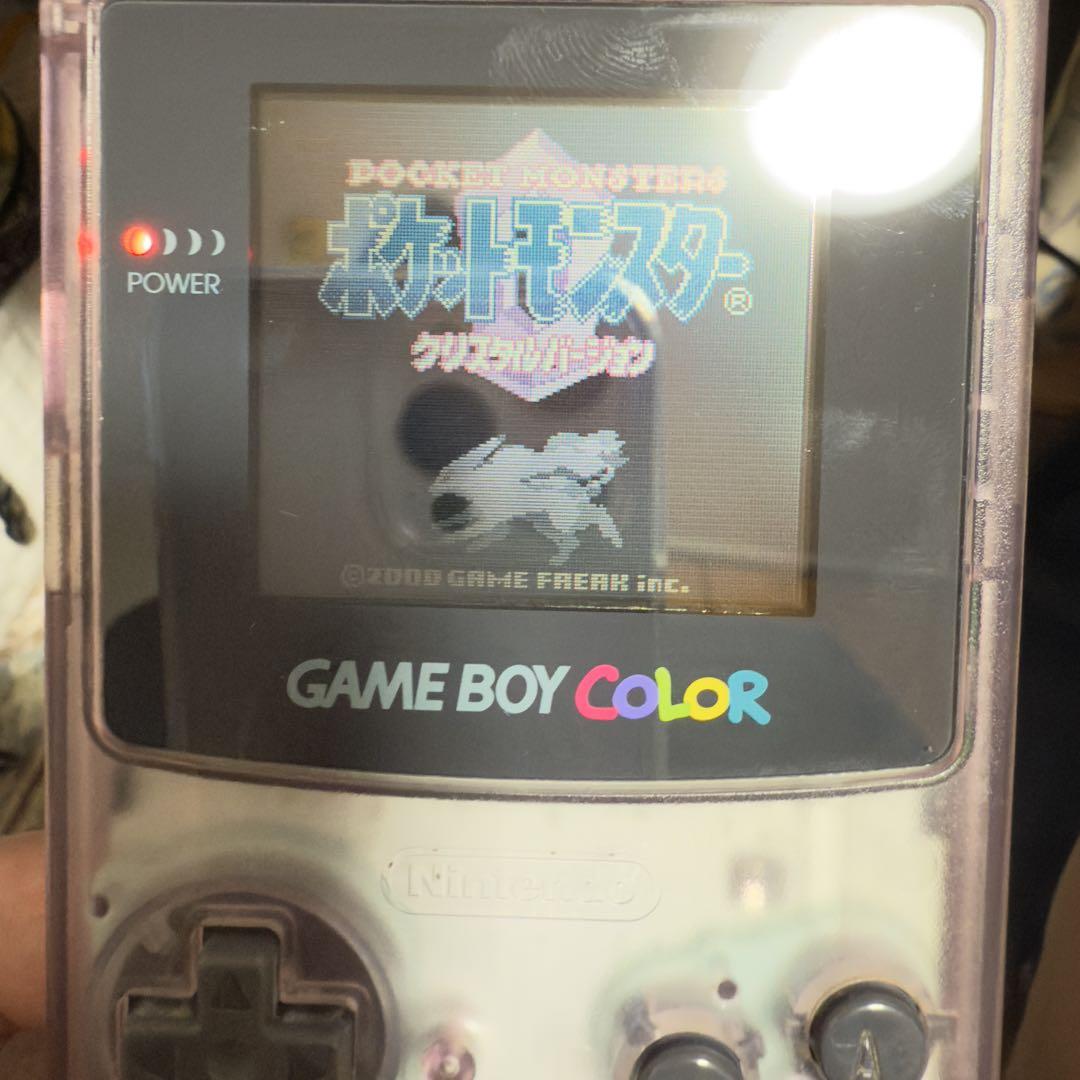 POCKET MONSTERS
ポケットモンスター®
クリスタルバージョン
©2000 GAME FREAK inc.
POWER
GAME BOY COLOR
Nintendo
A